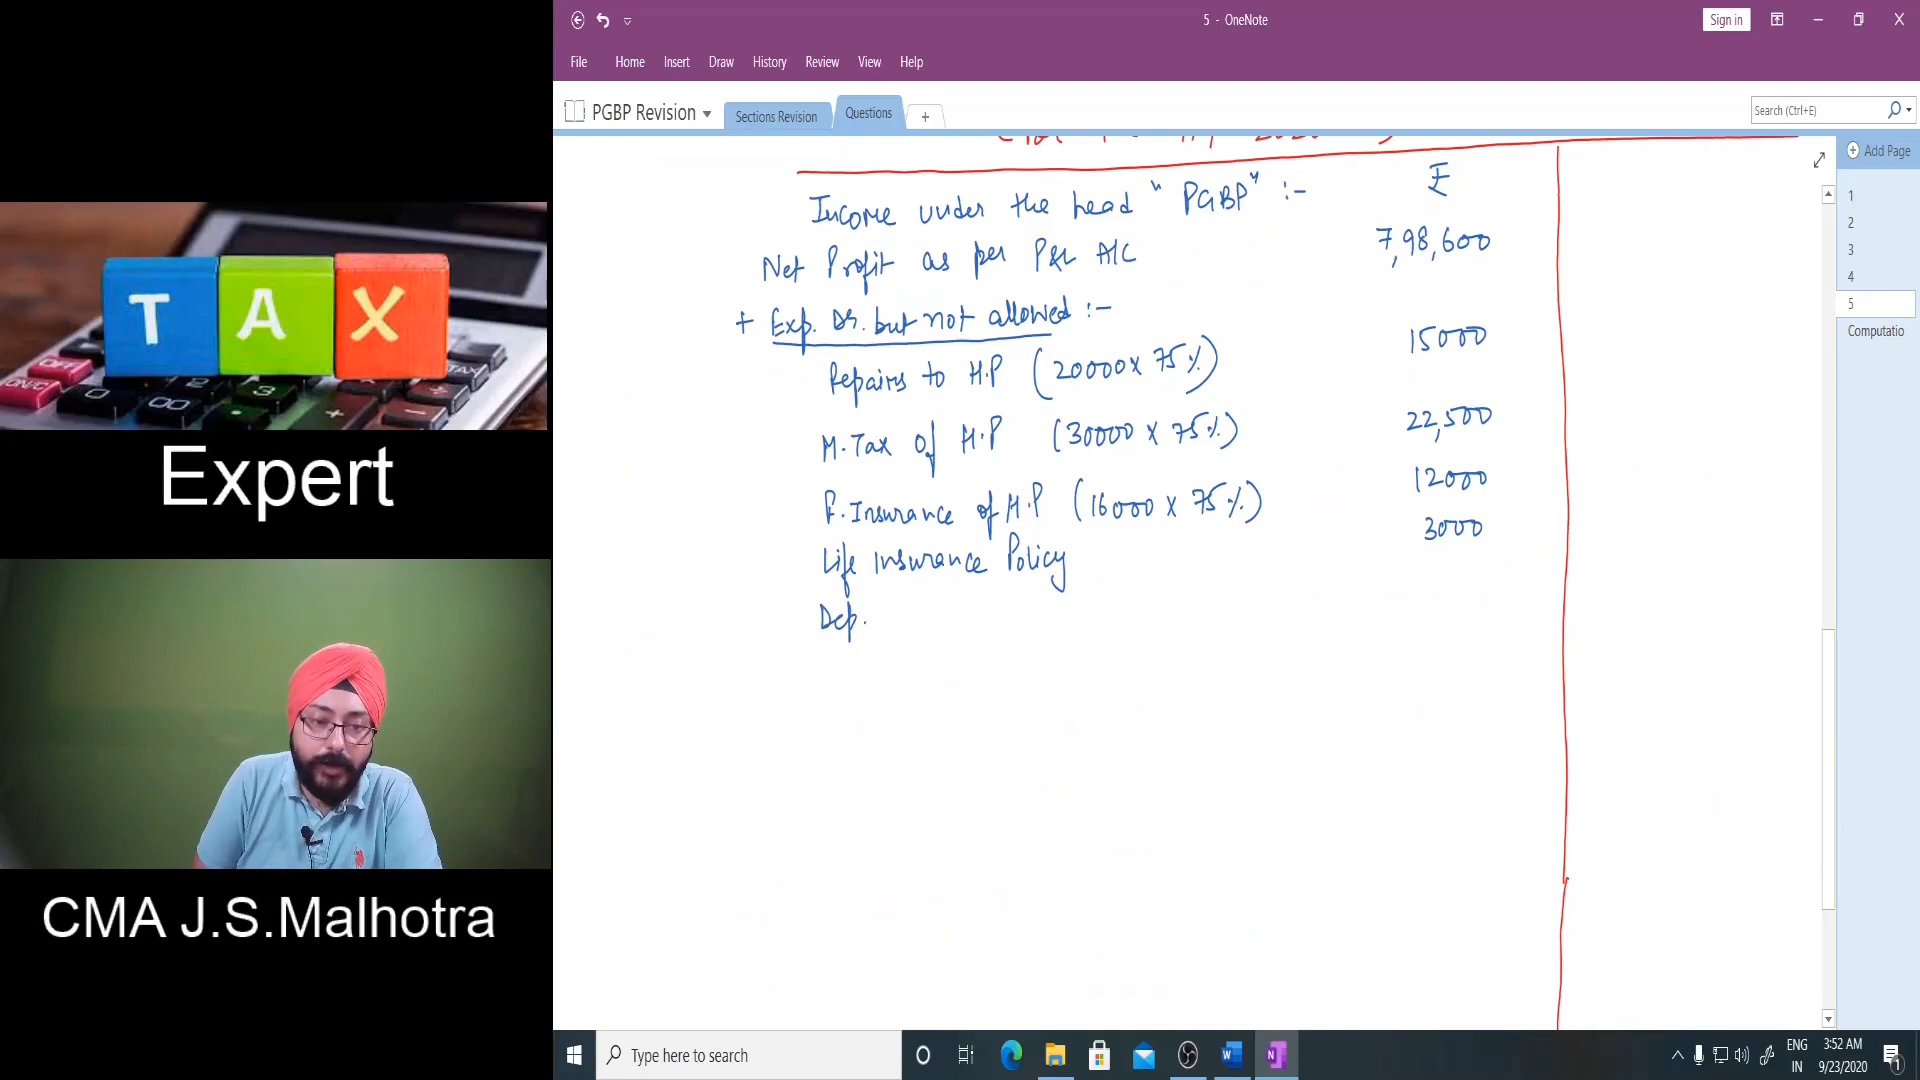 5 - OneNote
Sign in
File Home Insert Draw History Review View Help
PGBP Revision
Sections Revision
Questions
+
Search (Ctrl+E)
Add Page
1
2
3
4
5
Computatio
TAX
ON/C
Expert
CMA J.S.Malhotra
₹
Income under the head "PGBP" :-
Net Profit as per P&L A/C 7,98,600
+ Exp. Dr. but not allowed :-
Repairs to H.P (20000 x 75%) 15000
M.Tax of H.P (30000 x 75%) 22,500
F.Insurance of H.P (16000 x 75%) 12000
Life Insurance Policy 3000
Dep.
Type here to search
ENG
IN
3:52 AM
9/23/2020
1